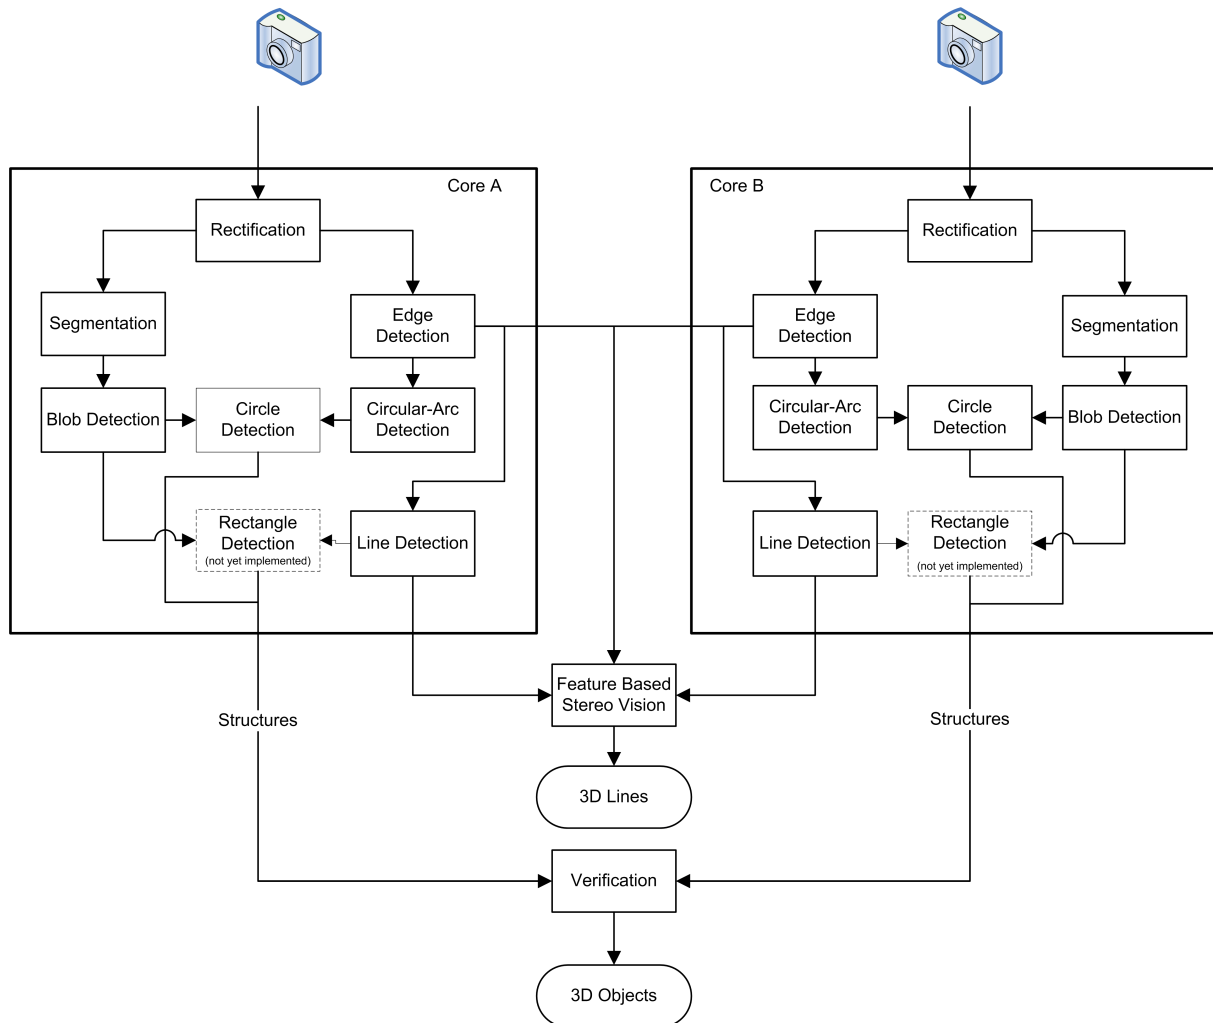 Core A
Core B
Rectification
Rectification
Segmentation
Edge
Detection
Edge
Detection
Segmentation
Blob Detection
Circle
Detection
Circular-Arc
Detection
Circular-Arc
Detection
Circle
Detection
Blob Detection
Rectangle
Detection
(not yet implemented)
Line Detection
Line Detection
Rectangle
Detection
(not yet implemented)
Feature Based
Stereo Vision
Structures
Structures
3D Lines
Verification
3D Objects